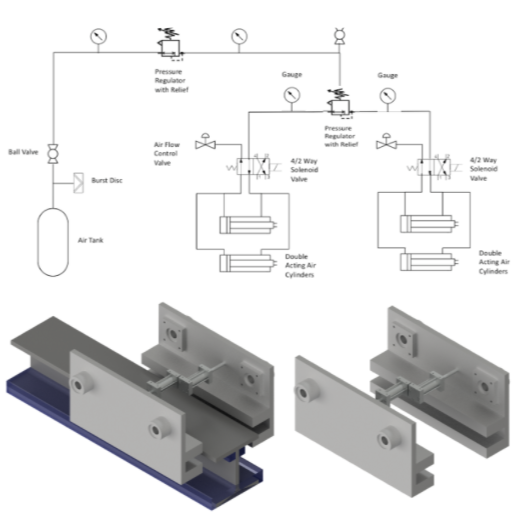 Pressure
Regulator
with Relief
Gauge
Gauge
Pressure
Regulator
with Relief
Ball Valve
Air Flow
Control
Valve
4/2 Way
Solenoid
Valve
4/2 Way
Solenoid
Valve
Burst Disc
Air Tank
Double
Acting Air
Cylinders
Double
Acting Air
Cylinders